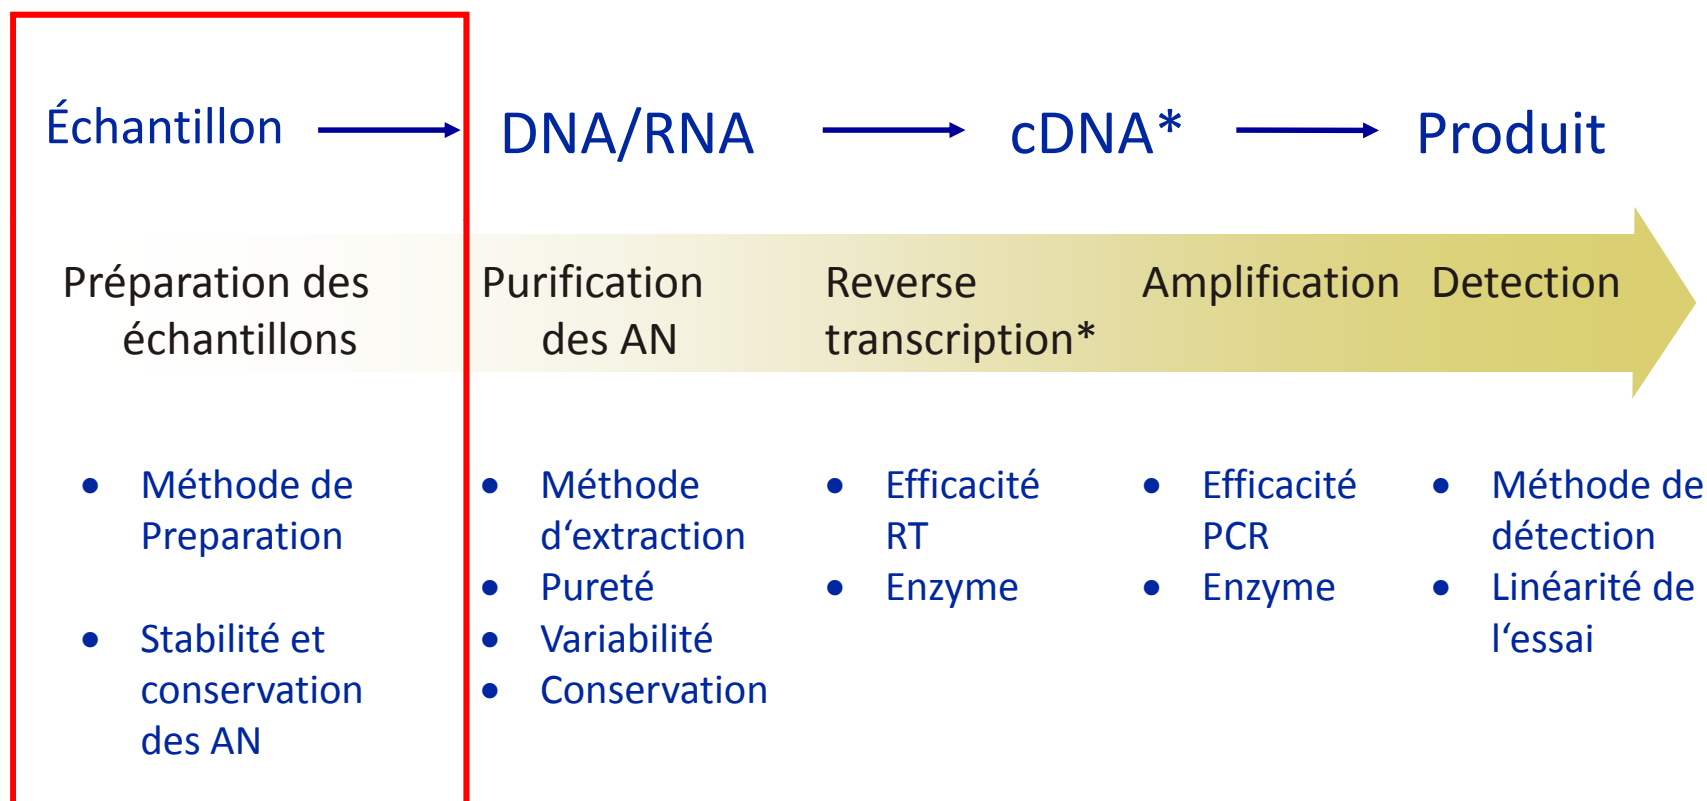 Échantillon
DNA/RNA
cDNA*
Produit
Préparation des
échantillons
Purification
des AN
Reverse
transcription*
Amplification
Detection
• Méthode de
Preparation
• Stabilité et
conservation
des AN
• Méthode
d‘extraction
• Pureté
• Variabilité
• Conservation
• Efficacité
RT
• Enzyme
• Efficacité
PCR
• Enzyme
• Méthode de
détection
• Linéarité de
l‘essai